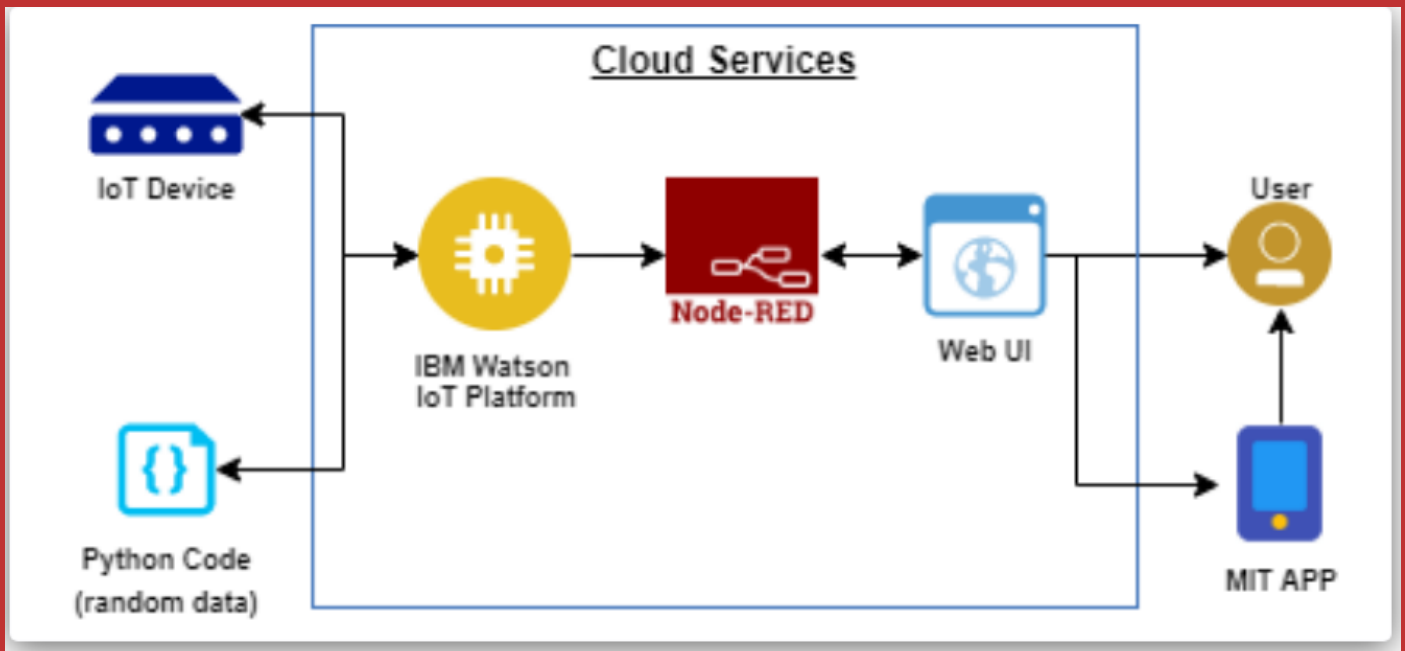 Cloud Services
IoT Device
User
Node-RED
Web UI
IBM Watson
IoT Platform
Python Code
(random data)
{}
MIT APP